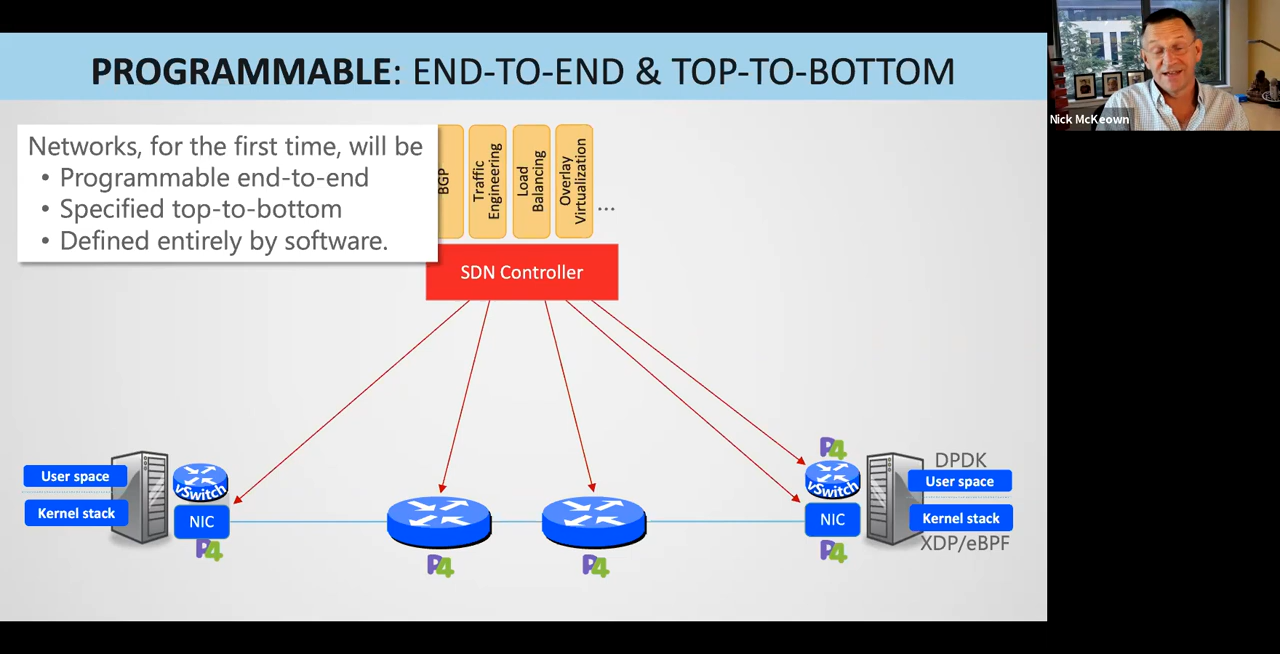 PROGRAMMABLE: END-TO-END & TOP-TO-BOTTOM
Nick McKeown
Networks, for the first time, will be
• Programmable end-to-end
• Specified top-to-bottom
• Defined entirely by software.
BGP
Traffic
Engineering
Load
Balancing
Overlay
Virtualization
...
SDN Controller
User space
Kernel stack
vSwitch
NIC
P4
P4
P4
P4
vSwitch
NIC
P4
DPDK
User space
Kernel stack
XDP/eBPF